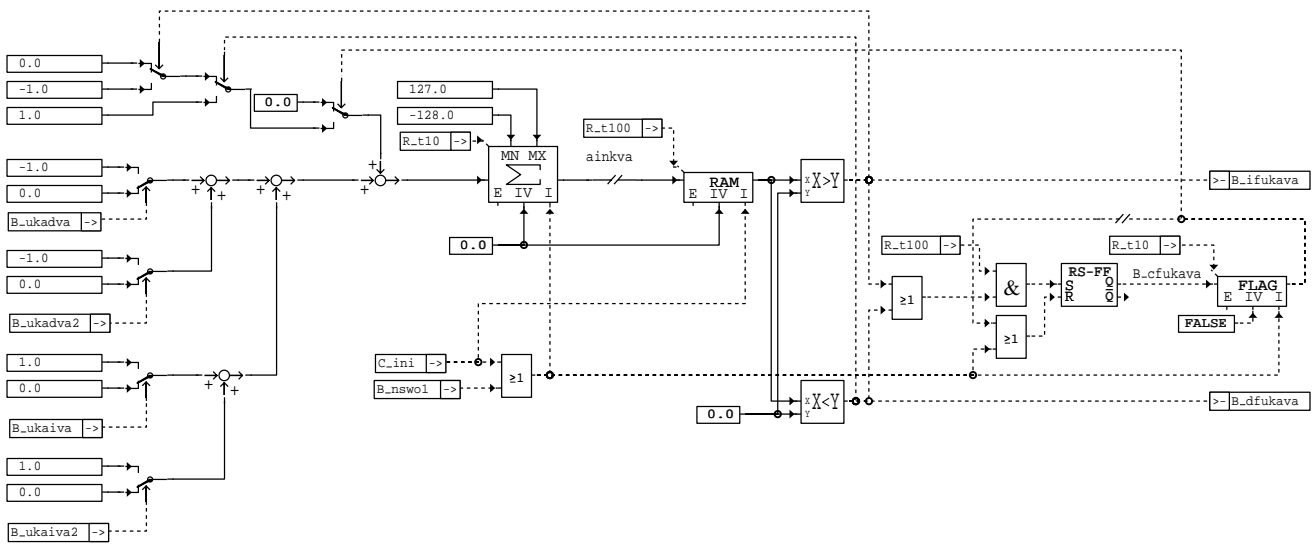 0.0
-1.0
1.0
0.0
127.0
-128.0
R_t10 ->
MN MX
Σ
E IV I
ainkva
R_t100 ->
RAM
E IV I
X X>Y
Y
>- B_ifukava
-1.0
0.0
B_ukadva ->
+
+
+
+
+
+
0.0
-1.0
0.0
B_ukadva2 ->
R_t100 ->
R_t10 ->
≥1
&
RS-FF
S Q
R Q
B_cfukava
FLAG
E IV I
FALSE
≥1
1.0
0.0
B_ukaiva ->
+
+
C_ini ->
B_nswo1 ->
≥1
0.0
X X<Y
Y
>- B_dfukava
1.0
0.0
B_ukaiva2 ->